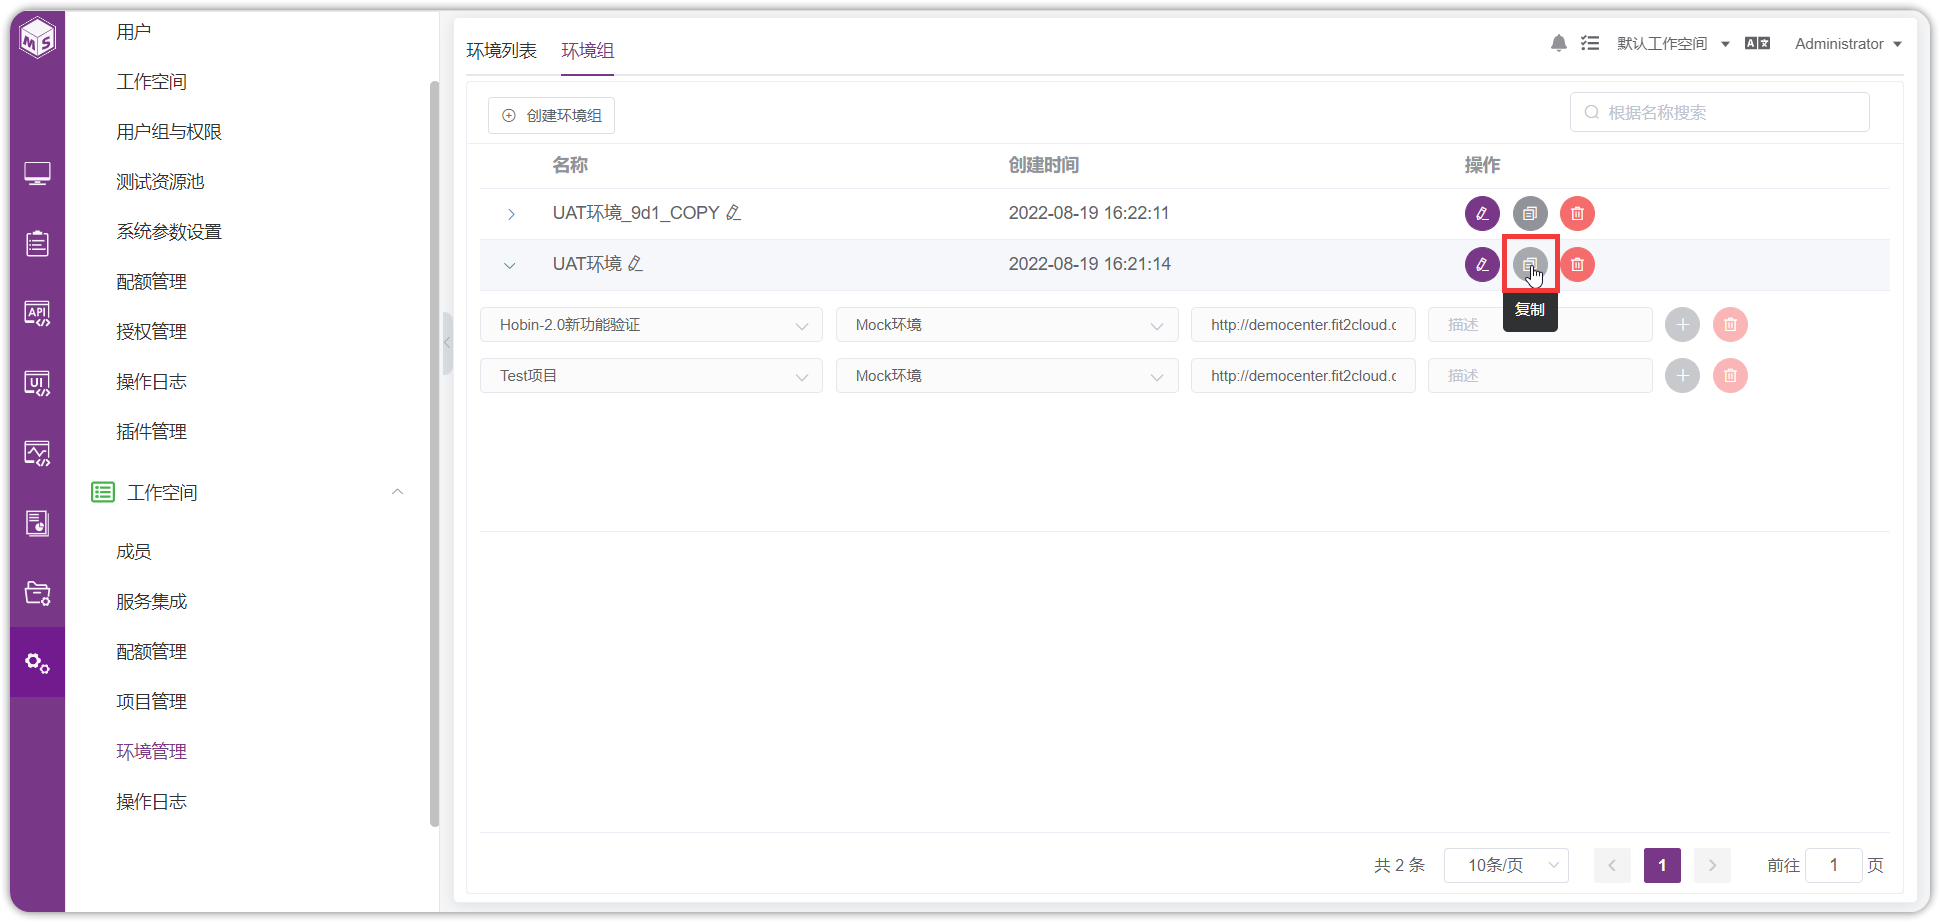 MS
API
UI
用户
工作空间
用户组与权限
测试资源池
系统参数设置
配额管理
授权管理
操作日志
插件管理
工作空间
成员
服务集成
配额管理
项目管理
环境管理
操作日志
环境列表 环境组
默认工作空间 Administrator
创建环境组 根据名称搜索
名称 创建时间 操作
UAT环境_9d1_COPY 2022-08-19 16:22:11
UAT环境 2022-08-19 16:21:14
复制
Hobin-2.0新功能验证 Mock环境 http://democenter.fit2cloud.c 描述
Test项目 Mock环境 http://democenter.fit2cloud.c 描述
共 2 条 10条/页 1 前往 1 页